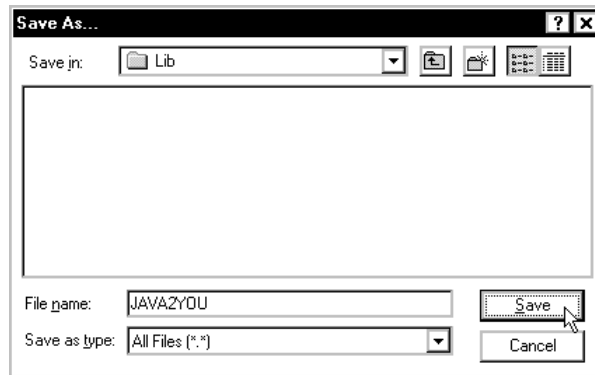 Save As...
Save in: Lib
File name: JAVA2YOU Save
Save as type: All Files (*.*) Cancel